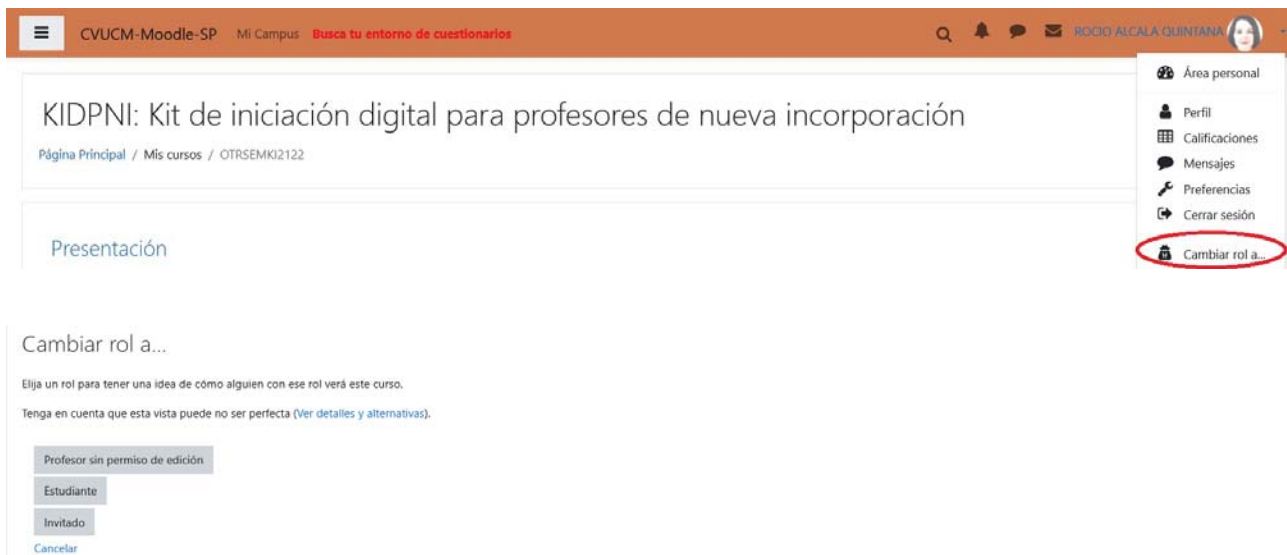 CVUCM-Moodle-SP Mi Campus Busca tu entorno de cuestionarios ROCIO ALCALA QUINTANA
Área personal
KIDPNI: Kit de iniciación digital para profesores de nueva incorporación
Perfil
Calificaciones
Página Principal / Mis cursos / OTRSEMKI2122
Mensajes
Preferencias
Cerrar sesión
Presentación
Cambiar rol a...
Cambiar rol a...
Elija un rol para tener una idea de cómo alguien con ese rol verá este curso.
Tenga en cuenta que esta vista puede no ser perfecta (Ver detalles y alternativas).
Profesor sin permiso de edición
Estudiante
Invitado
Cancelar